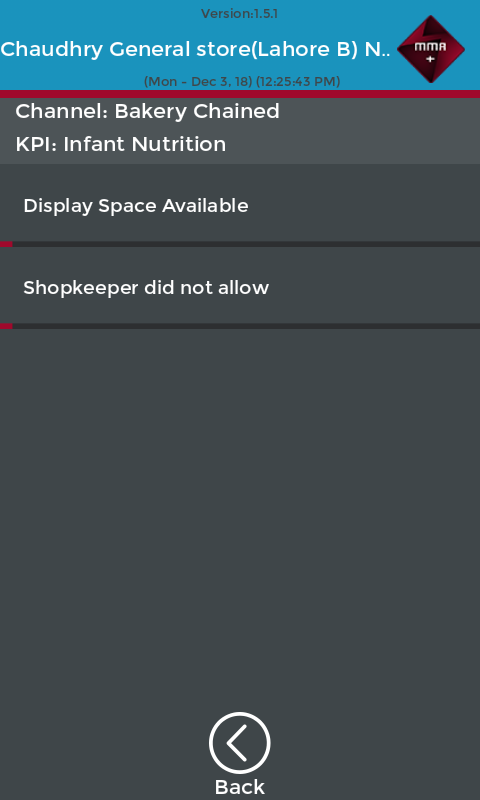 Version:1.5.1
Chaudhry General store(Lahore B) N..
MMA
+
(Mon - Dec 3, 18) (12:25:43 PM)
Channel: Bakery Chained
KPI: Infant Nutrition
Display Space Available
Shopkeeper did not allow
Back